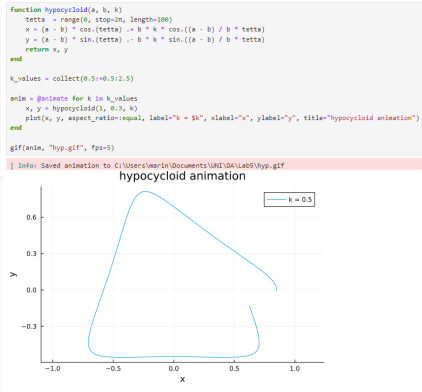 function hypocycloid(a, b, k)
tetta = range(0, stop=2π, length=100)
x = (a - b) * cos.(tetta) .+ b * k * cos.((a - b) / b * tetta)
y = (a - b) * sin.(tetta) .- b * k * sin.((a - b) / b * tetta)
return x, y
end
k_values = collect(0.5:+0.5:2.5)
anim = @animate for k in k_values
x, y = hypocycloid(1, 0.3, k)
plot(x, y, aspect_ratio=:equal, label="k = $k", xlabel="x", ylabel="y", title="hypocycloid animation")
end
gif(anim, "hyp.gif", fps=5)
[ Info: Saved animation to C:\Users\marin\Documents\UNI\DA\Lab5\hyp.gif
hypocycloid animation
k = 0.5
0.6
0.3
y
0.0
−0.3
−1.0 −0.5 0.0 0.5 1.0
x